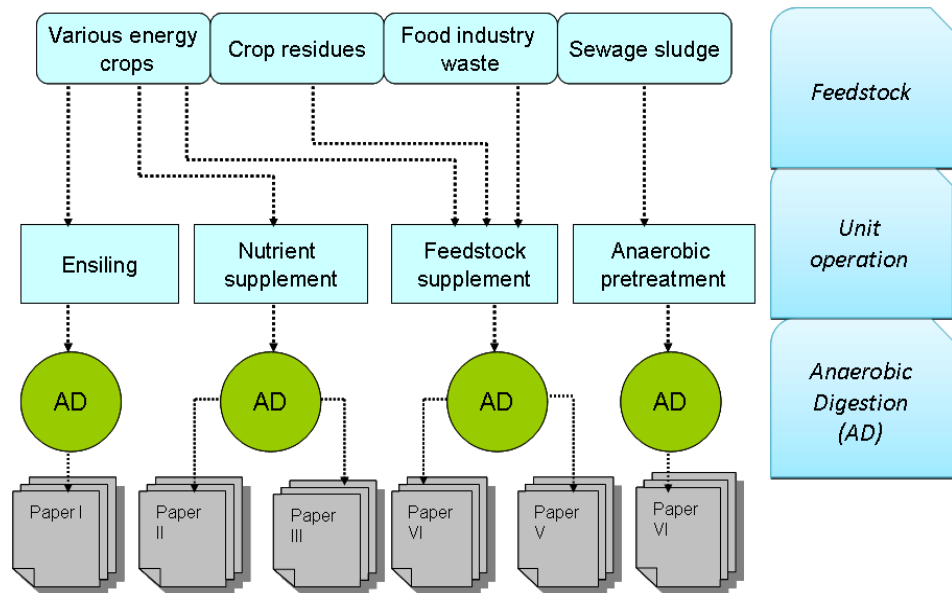 Various energy
crops
Crop residues
Food industry
waste
Sewage sludge
Feedstock
Ensiling
Nutrient
supplement
Feedstock
supplement
Anaerobic
pretreatment
Unit
operation
AD
AD
AD
AD
Anaerobic
Digestion
(AD)
Paper I
Paper
II
Paper
III
Paper
VI
Paper
V
Paper
VI